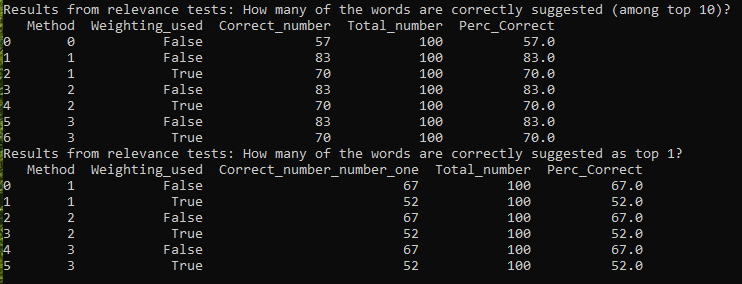 Results from relevance tests: How many of the words are correctly suggested (among top 10)?
   Method  Weighting_used  Correct_number  Total_number  Perc_Correct
0       0           False              57           100          57.0
1       1           False              83           100          83.0
2       1            True              70           100          70.0
3       2           False              83           100          83.0
4       2            True              70           100          70.0
5       3           False              83           100          83.0
6       3            True              70           100          70.0
Results from relevance tests: How many of the words are correctly suggested as top 1?
   Method  Weighting_used  Correct_number_number_one  Total_number  Perc_Correct
0       1           False                         67           100          67.0
1       1            True                         52           100          52.0
2       2           False                         67           100          67.0
3       2            True                         52           100          52.0
4       3           False                         67           100          67.0
5       3            True                         52           100          52.0